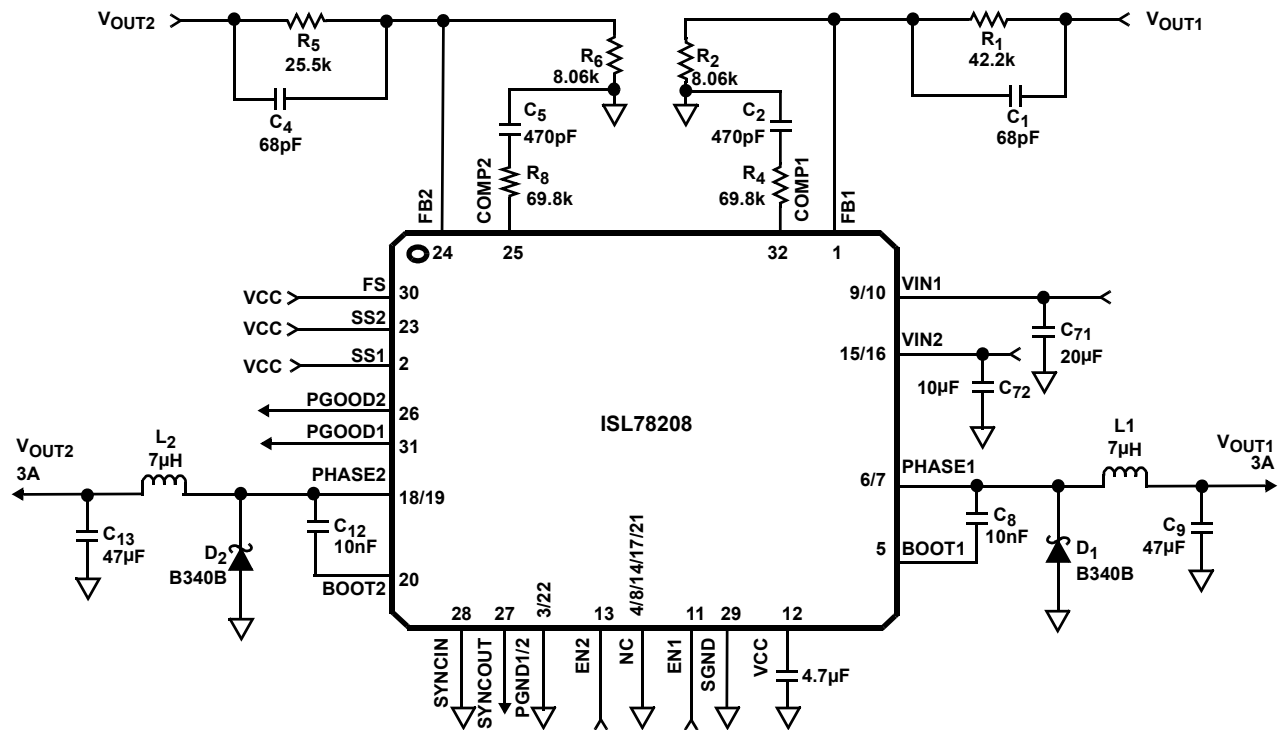 VOUT2
R5
25.5k
C4
68pF
R6
8.06k
C5
470pF
R8
69.8k
COMP2
FB2
R2
8.06k
C2
470pF
R4
69.8k
COMP1
FB1
R1
42.2k
C1
68pF
VOUT1
24
25
32
1
VCC
FS
30
VCC
SS2
23
VCC
SS1
2
PGOOD2
26
PGOOD1
31
PHASE2
18/19
BOOT2
20
ISL78208
9/10
VIN1
C71
20µF
15/16
VIN2
10µF
C72
6/7
PHASE1
5
BOOT1
C8
10nF
D1
B340B
L1
7µH
VOUT1
3A
C9
47µF
VOUT2
3A
L2
7µH
C13
47µF
D2
B340B
C12
10nF
28
27
3/22
13
4/8/14/17/21
11
29
12
SYNCIN
SYNCOUT
PGND1/2
EN2
NC
EN1
SGND
VCC
4.7µF